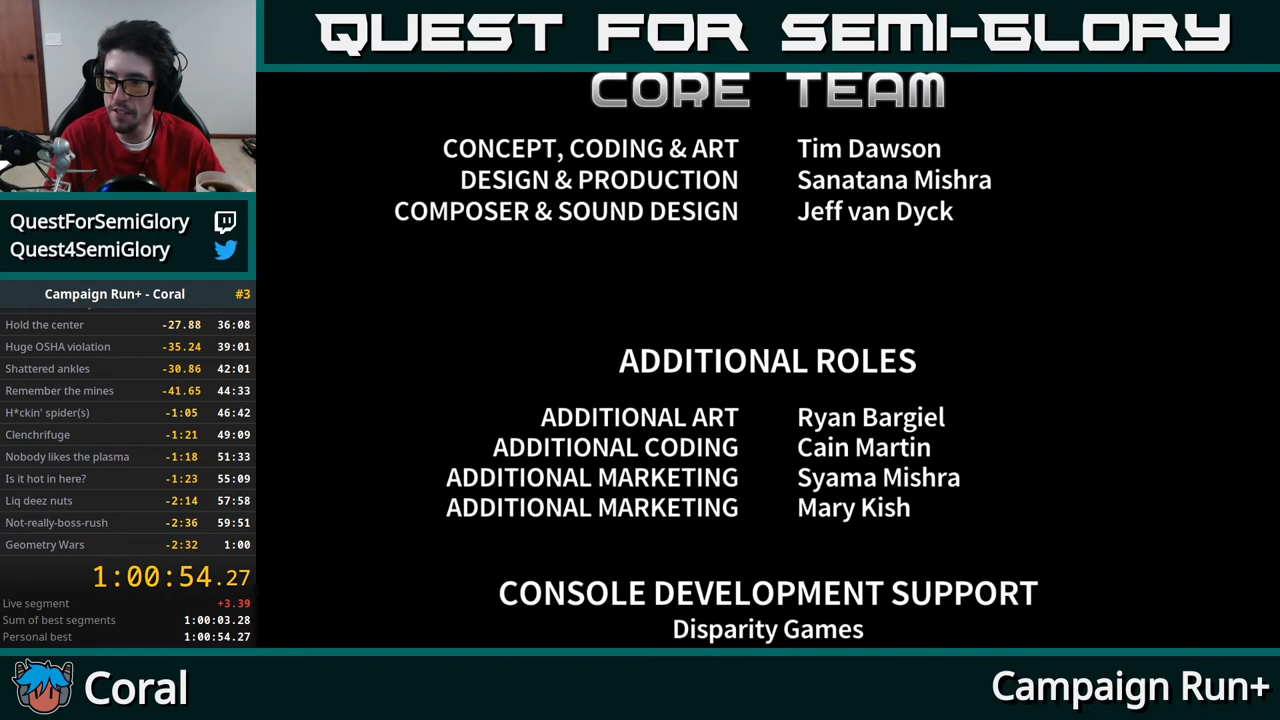 QUEST FOR SEMI-GLORY
QuestForSemiGlory
Quest4SemiGlory
Campaign Run+ - Coral #3
Hold the center -27.88 36:08
Huge OSHA violation -35.24 39:01
Shattered ankles -30.86 42:01
Remember the mines -41.65 44:33
H*ckin' spider(s) -1:05 46:42
Clenchrifuge -1:21 49:09
Nobody likes the plasma -1:18 51:33
Is it hot in here? -1:23 55:09
Liq deez nuts -2:14 57:58
Not-really-boss-rush -2:36 59:51
Geometry Wars -2:32 1:00
1:00:54.27
Live segment +3.39
Sum of best segments 1:00:03.28
Personal best 1:00:54.27
CORE TEAM
CONCEPT, CODING & ART Tim Dawson
DESIGN & PRODUCTION Sanatana Mishra
COMPOSER & SOUND DESIGN Jeff van Dyck
ADDITIONAL ROLES
ADDITIONAL ART Ryan Bargiel
ADDITIONAL CODING Cain Martin
ADDITIONAL MARKETING Syama Mishra
ADDITIONAL MARKETING Mary Kish
CONSOLE DEVELOPMENT SUPPORT
Disparity Games
Coral
Campaign Run+